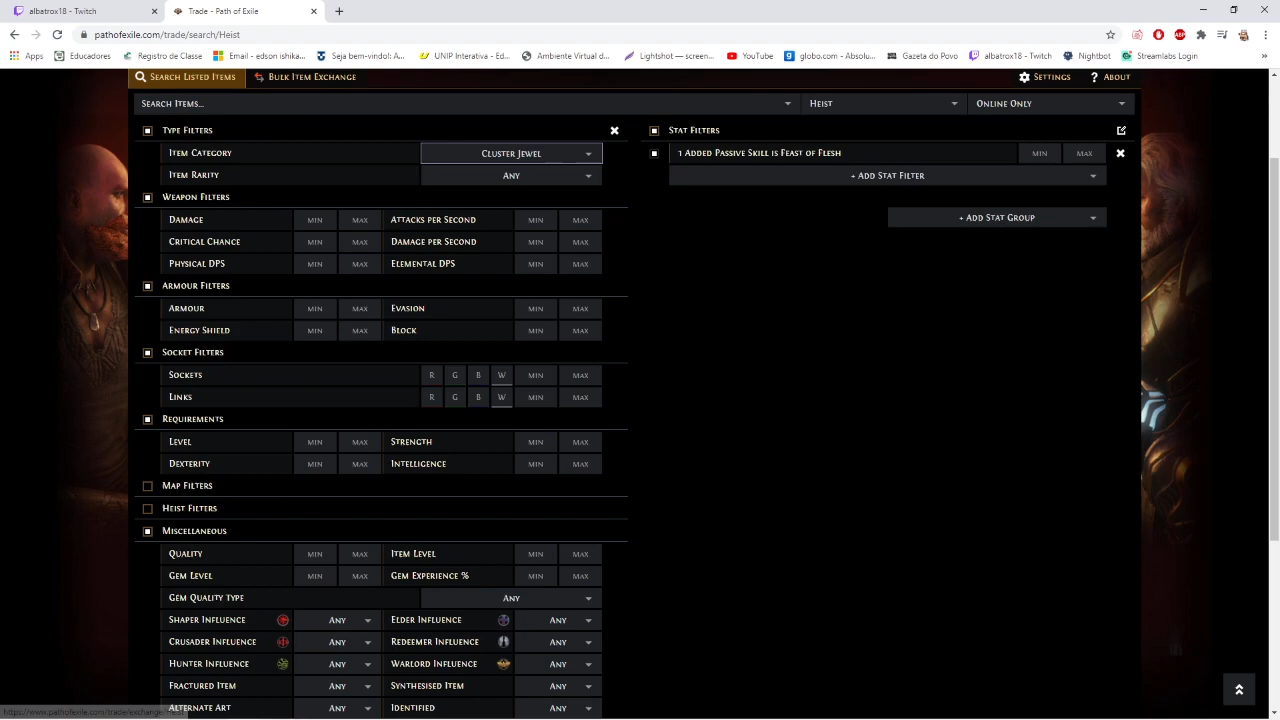 albatrox18 - Twitch
Trade - Path of Exile
pathofexile.com/trade/search/Heist
Apps
Educadores
Registro de Classe
Email - edson ishika...
Seja bem-vindo!: A...
UNIP Interativa - Ed...
Ambiente Virtual d...
Lightshot — screen...
YouTube
globo.com - Absolu...
Gazeta do Povo
albatrox18 - Twitch
Nightbot
Streamlabs Login
Search Listed Items
Bulk Item Exchange
Settings
? About
Search Items...
Heist
Online Only
Type Filters
Item Category
Cluster Jewel
Item Rarity
Any
Weapon Filters
Damage MIN MAX Attacks per Second MIN MAX
Critical Chance MIN MAX Damage per Second MIN MAX
Physical DPS MIN MAX Elemental DPS MIN MAX
Armour Filters
Armour MIN MAX Evasion MIN MAX
Energy Shield MIN MAX Block MIN MAX
Socket Filters
Sockets R G B W MIN MAX
Links R G B W MIN MAX
Requirements
Level MIN MAX Strength MIN MAX
Dexterity MIN MAX Intelligence MIN MAX
Map Filters
Heist Filters
Miscellaneous
Quality MIN MAX Item Level MIN MAX
Gem Level MIN MAX Gem Experience % MIN MAX
Gem Quality Type Any
Shaper Influence Any Elder Influence Any
Crusader Influence Any Redeemer Influence Any
Hunter Influence Any Warlord Influence Any
Fractured Item Any Synthesised Item Any
Alternate Art Any Identified Any
Stat Filters
1 Added Passive Skill is Feast of Flesh MIN MAX
+ Add Stat Filter
+ Add Stat Group
https://www.pathofexile.com/trade/exchange/Heist